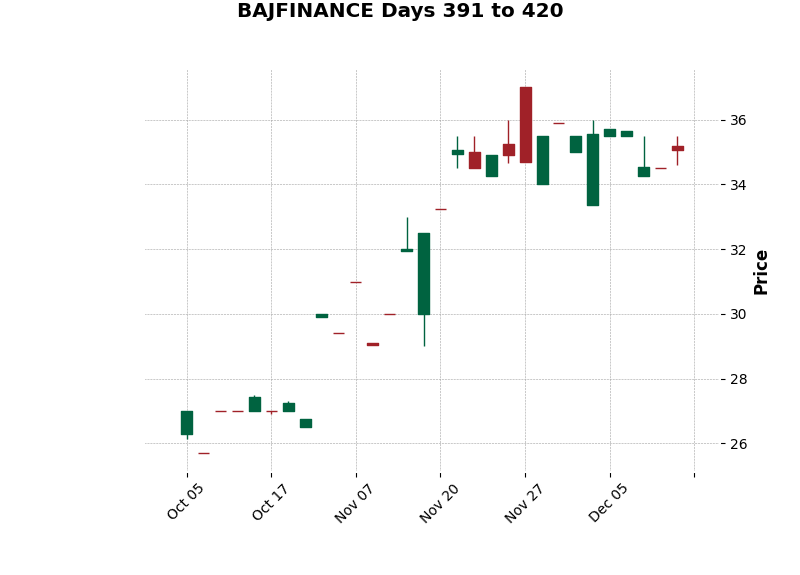 BAJFINANCE Days 391 to 420
36
34
32
30
28
26
Price
Oct 05
Oct 17
Nov 07
Nov 20
Nov 27
Dec 05